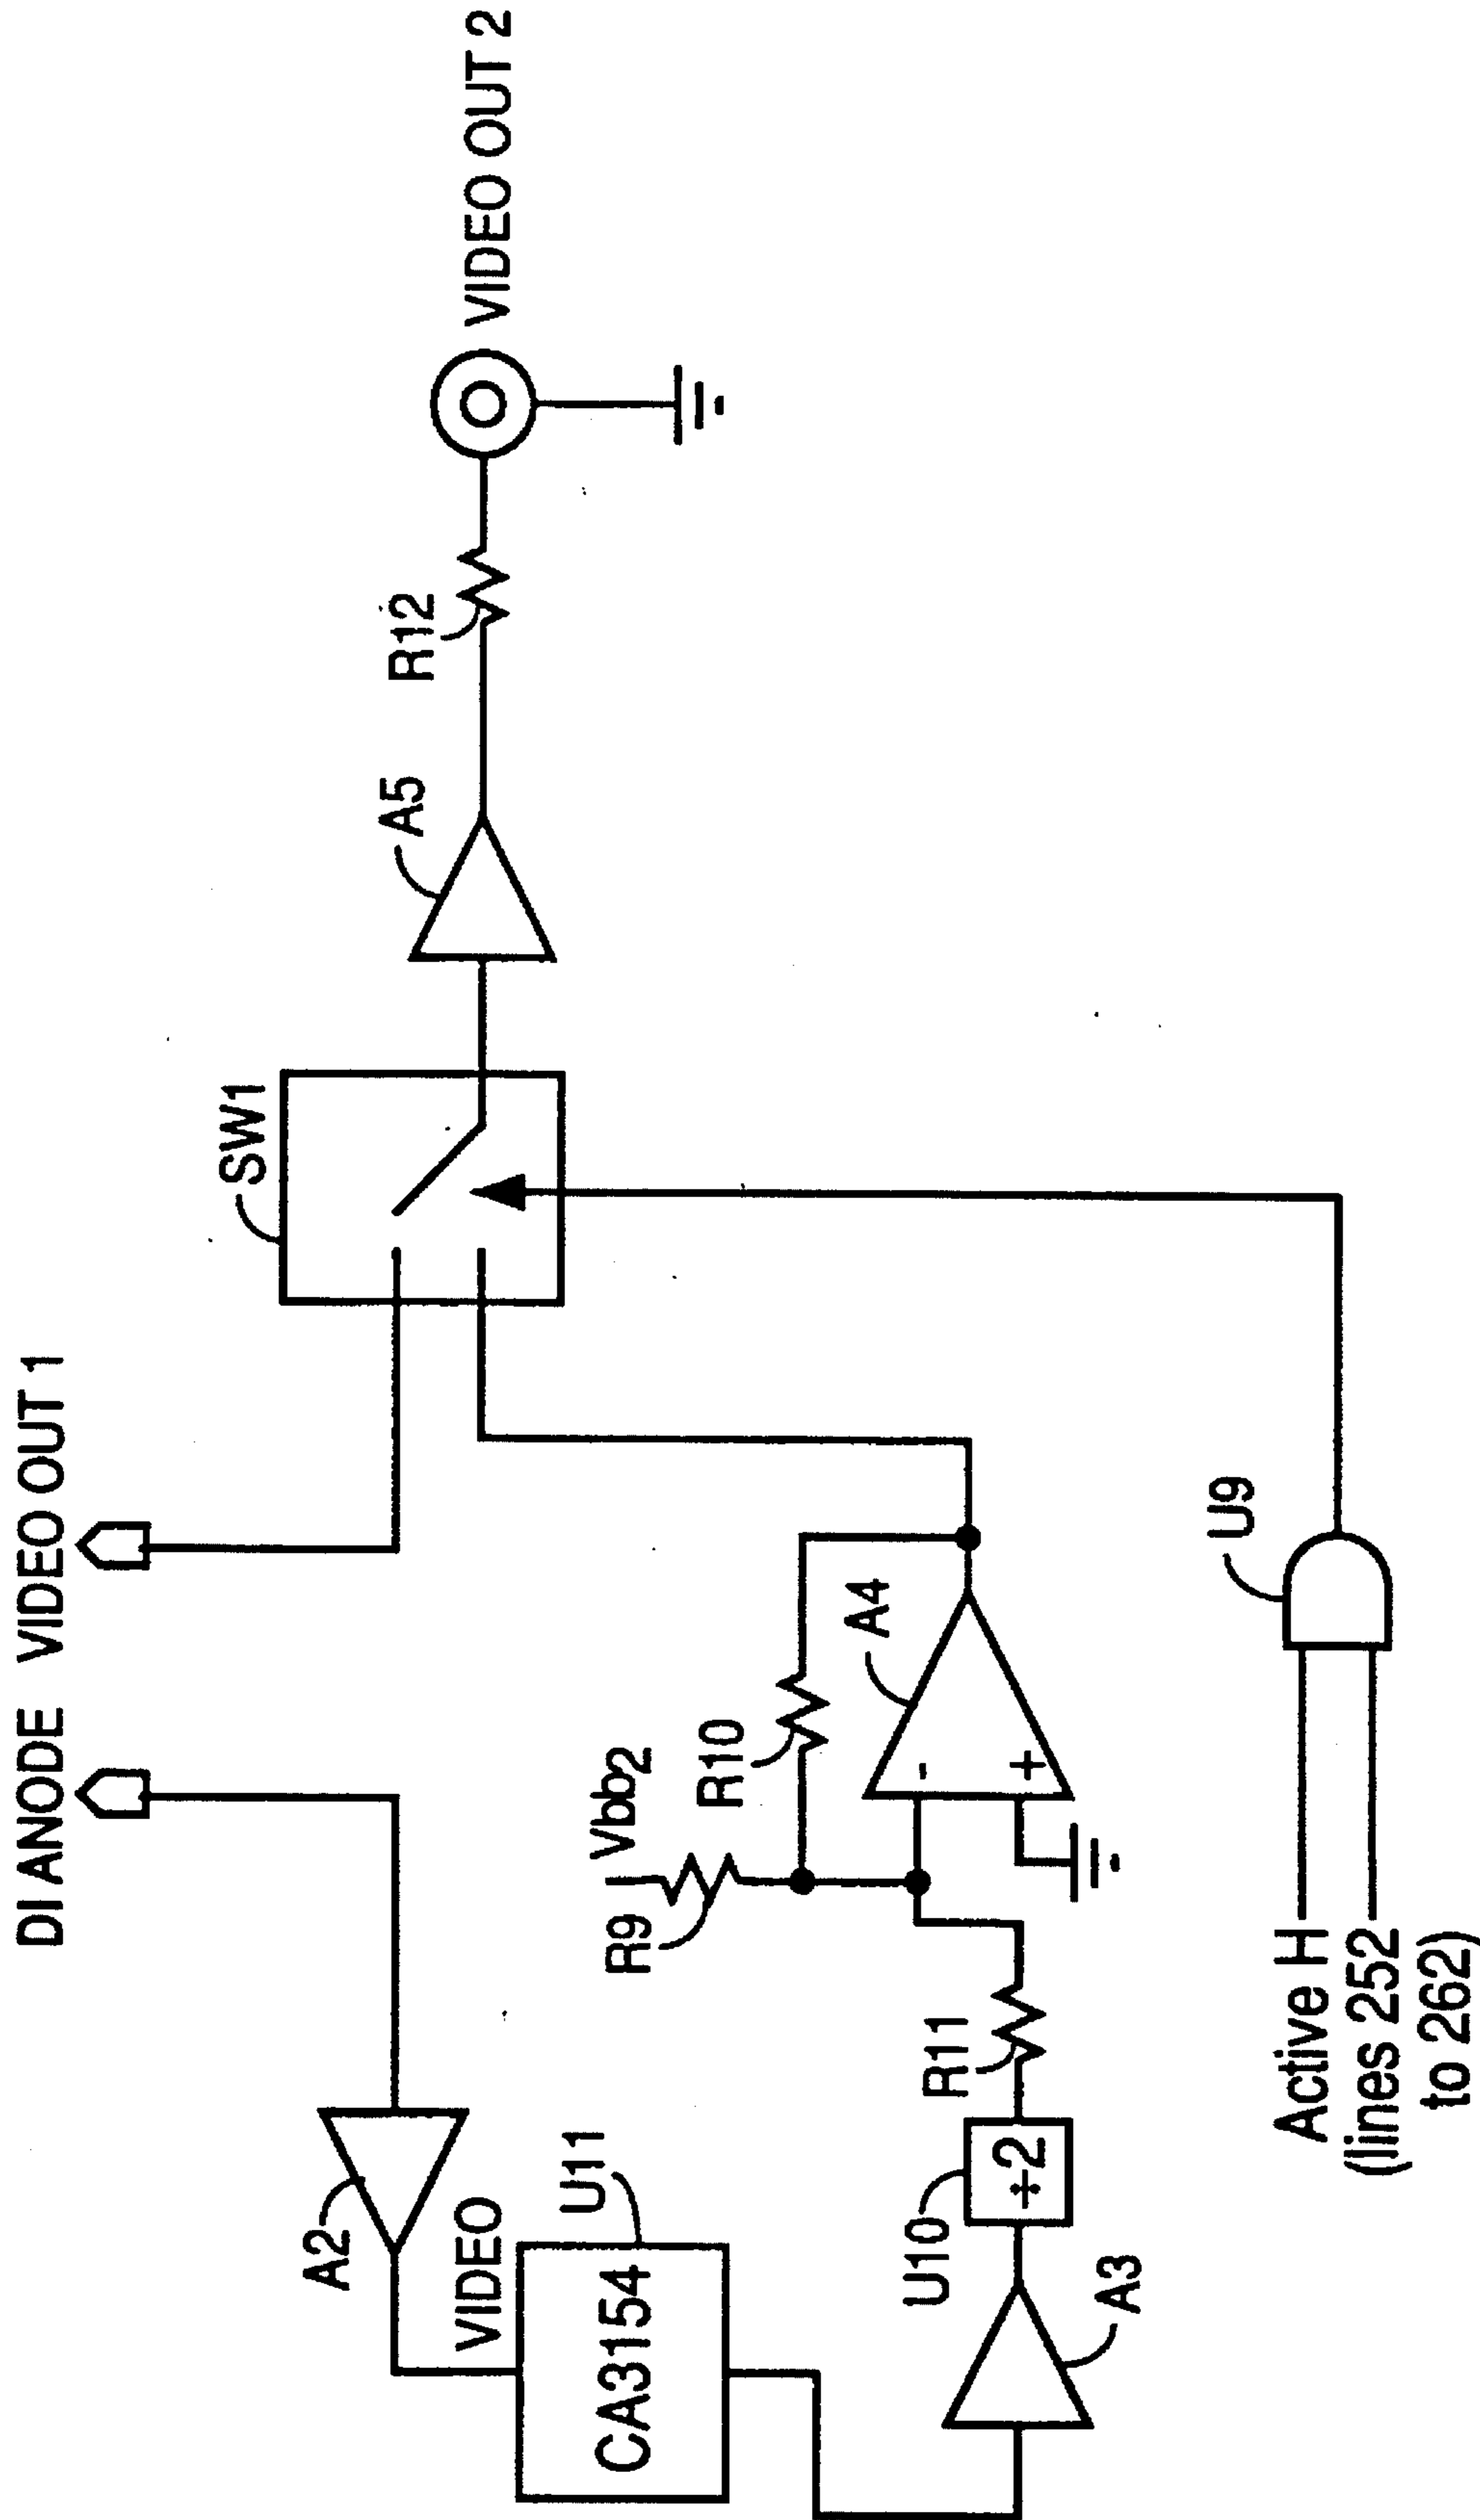 DI ANODE VIDEO OUT 1
SW1
A5
R12
VIDEO OUT 2
A2
VIDEO
U11
CA3154
R9
Vbb2
R10
A4
-
+
R11
U10
÷2
A3
U9
Active H
(lines 252
to 262)